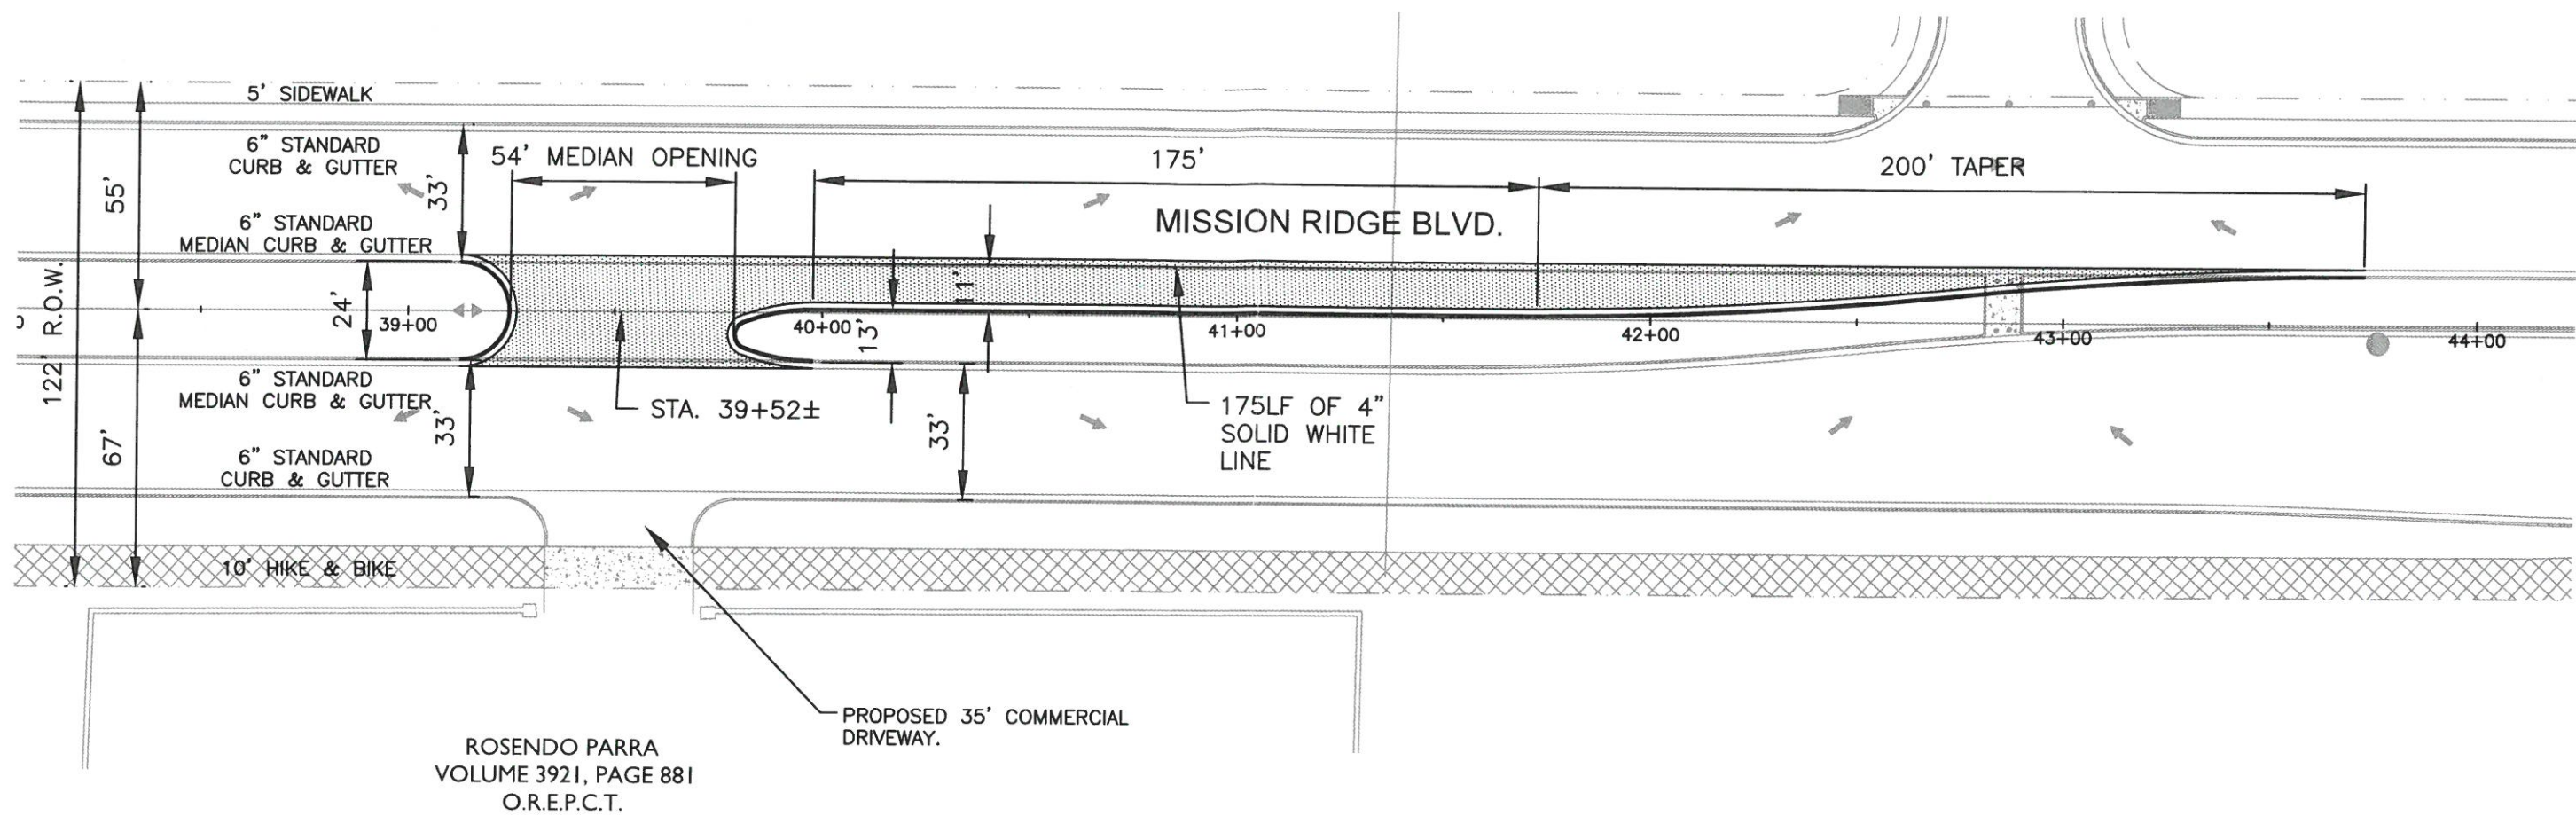 5' SIDEWALK
6" STANDARD
CURB & GUTTER
54' MEDIAN OPENING
175'
200' TAPER
55'
33'
6" STANDARD
MEDIAN CURB & GUTTER
MISSION RIDGE BLVD.
122' R.O.W.
24'
11'
13'
39+00
40+00
41+00
42+00
43+00
44+00
6" STANDARD
MEDIAN CURB & GUTTER
STA. 39+52±
175LF OF 4"
SOLID WHITE
LINE
67'
33'
33'
6" STANDARD
CURB & GUTTER
10' HIKE & BIKE
PROPOSED 35' COMMERCIAL
DRIVEWAY.
ROSENDO PARRA
VOLUME 3921, PAGE 881
O.R.E.P.C.T.